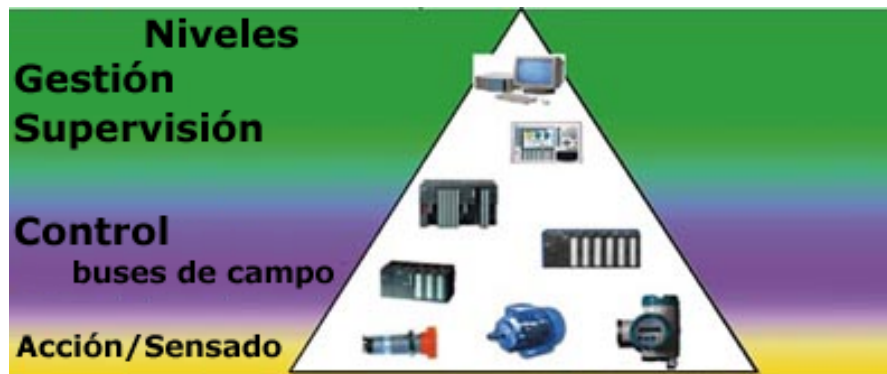 Niveles
Gestión
Supervisión
Control
buses de campo
Acción/Sensado